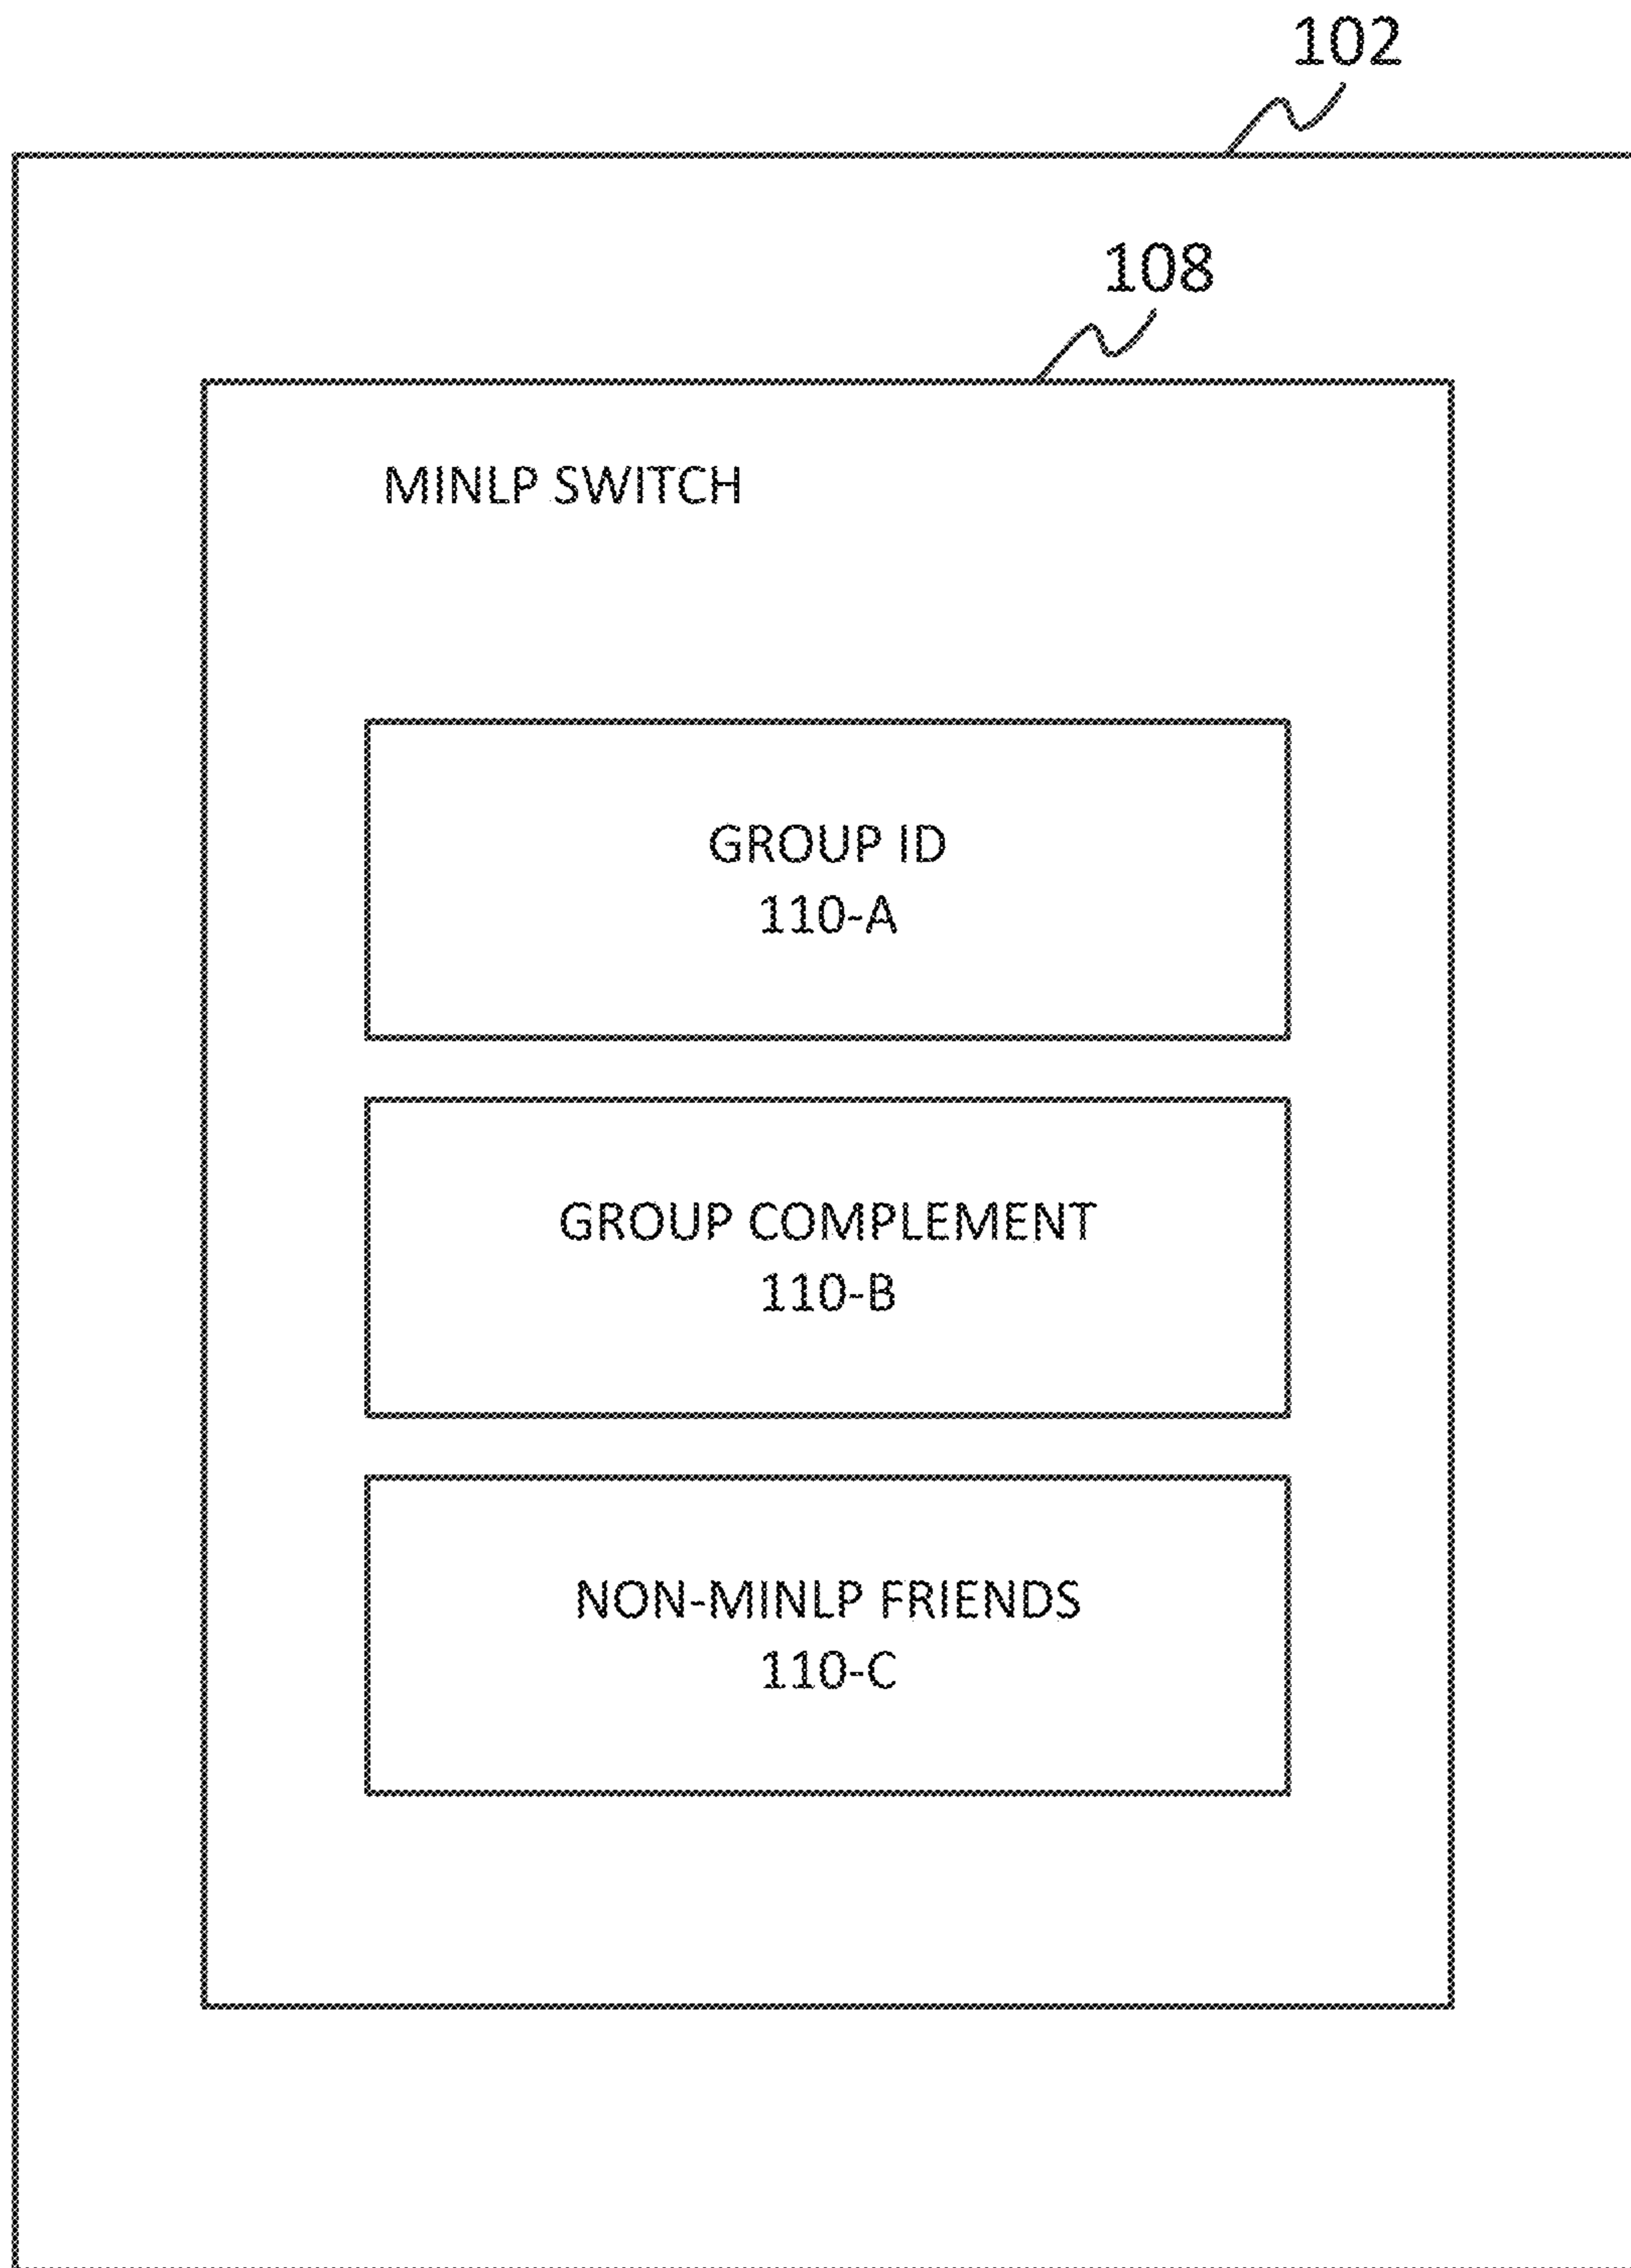 102
108
MINLP SWITCH
GROUP ID
110-A
GROUP COMPLEMENT
110-B
NON-MINLP FRIENDS
110-C